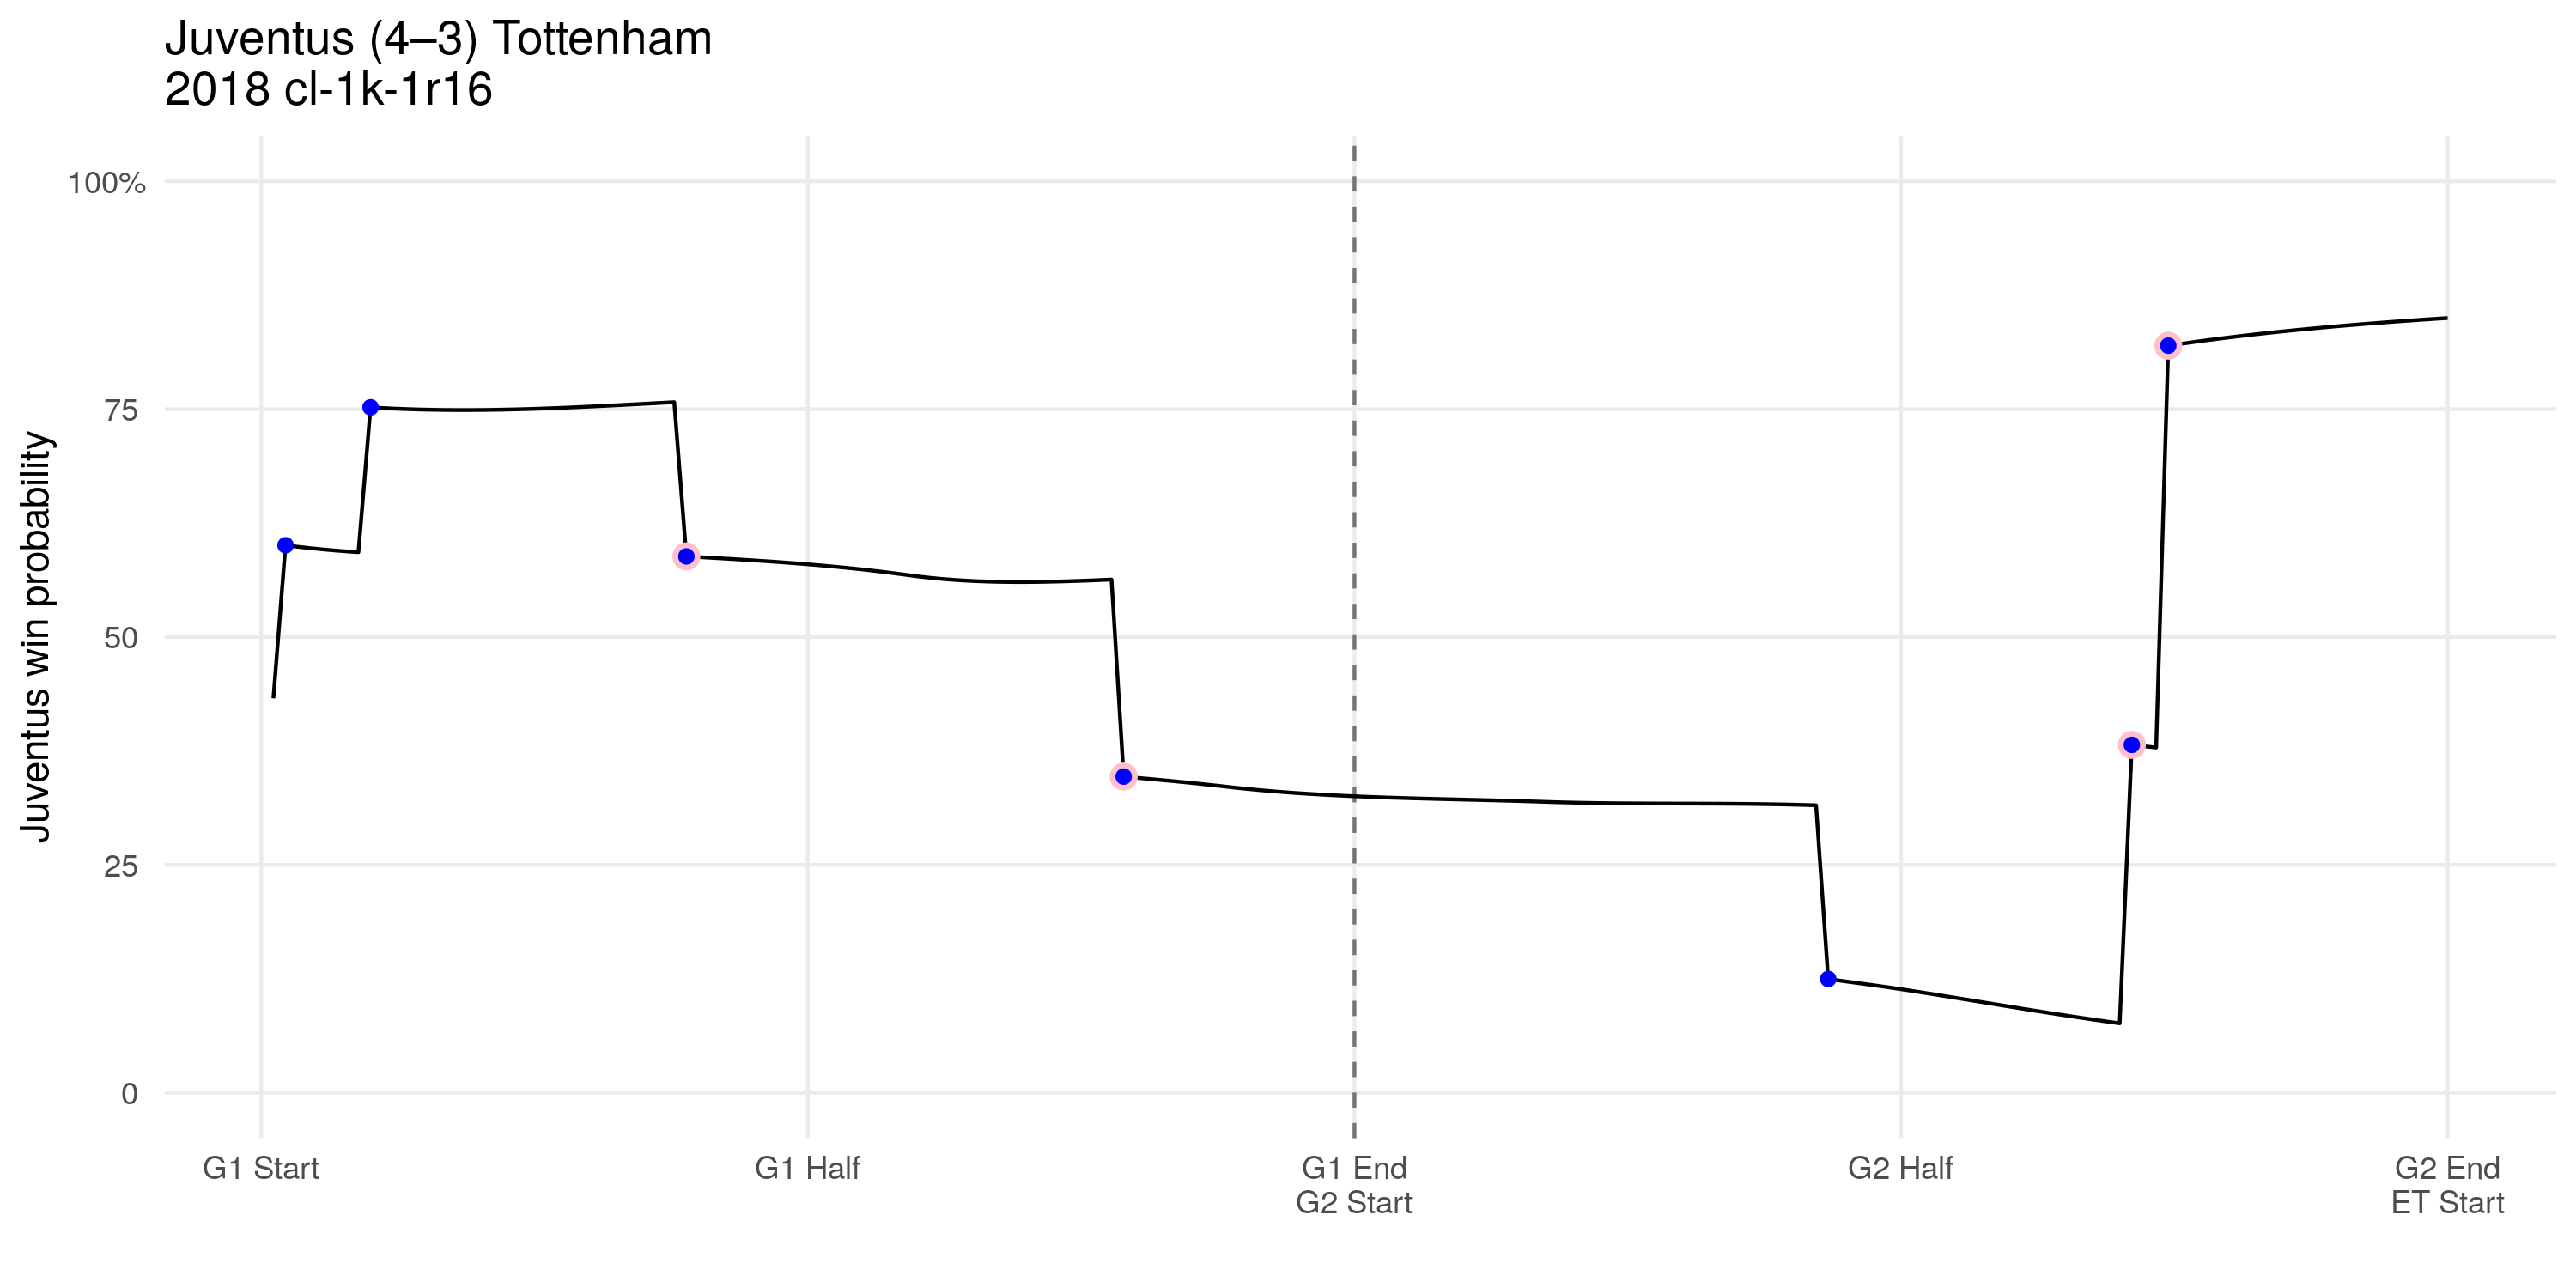 Juventus (4–3) Tottenham
2018 cl-1k-1r16
Juventus win probability
100%
75
50
25
0
G1 Start
G1 Half
G1 End
G2 Start
G2 Half
G2 End
ET Start